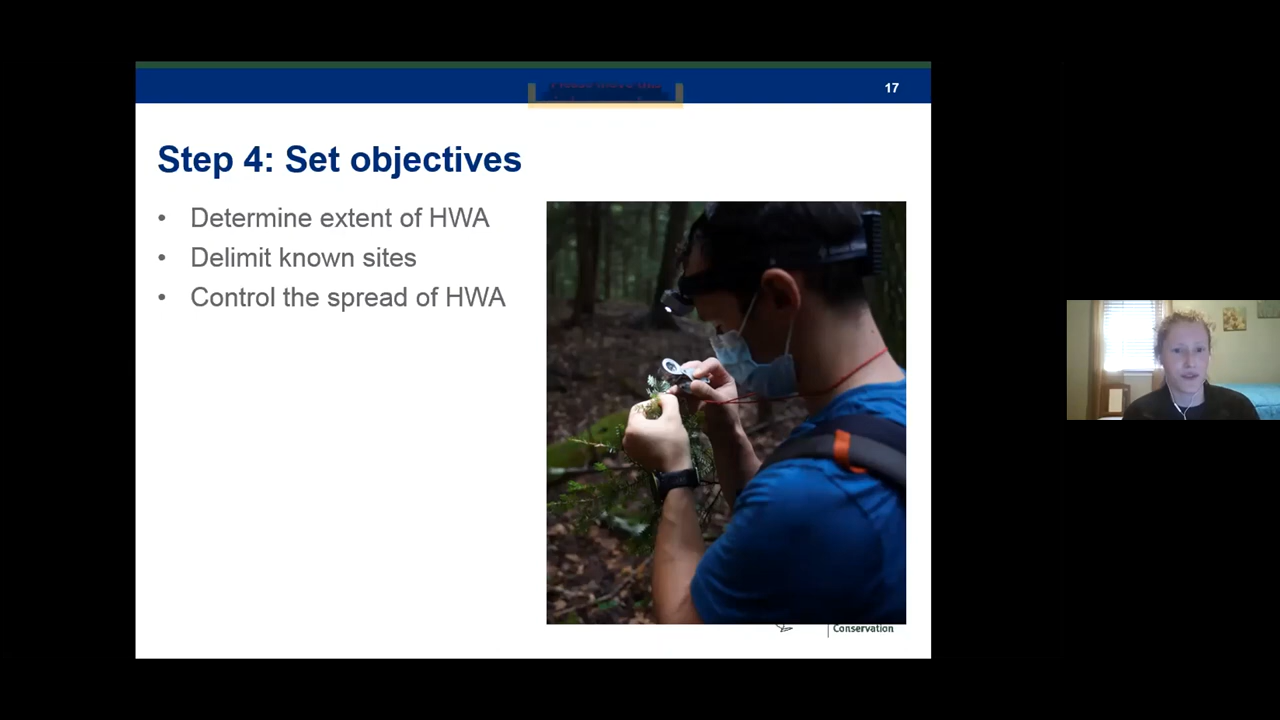 17
Step 4: Set objectives
• Determine extent of HWA
• Delimit known sites
• Control the spread of HWA
Conservation